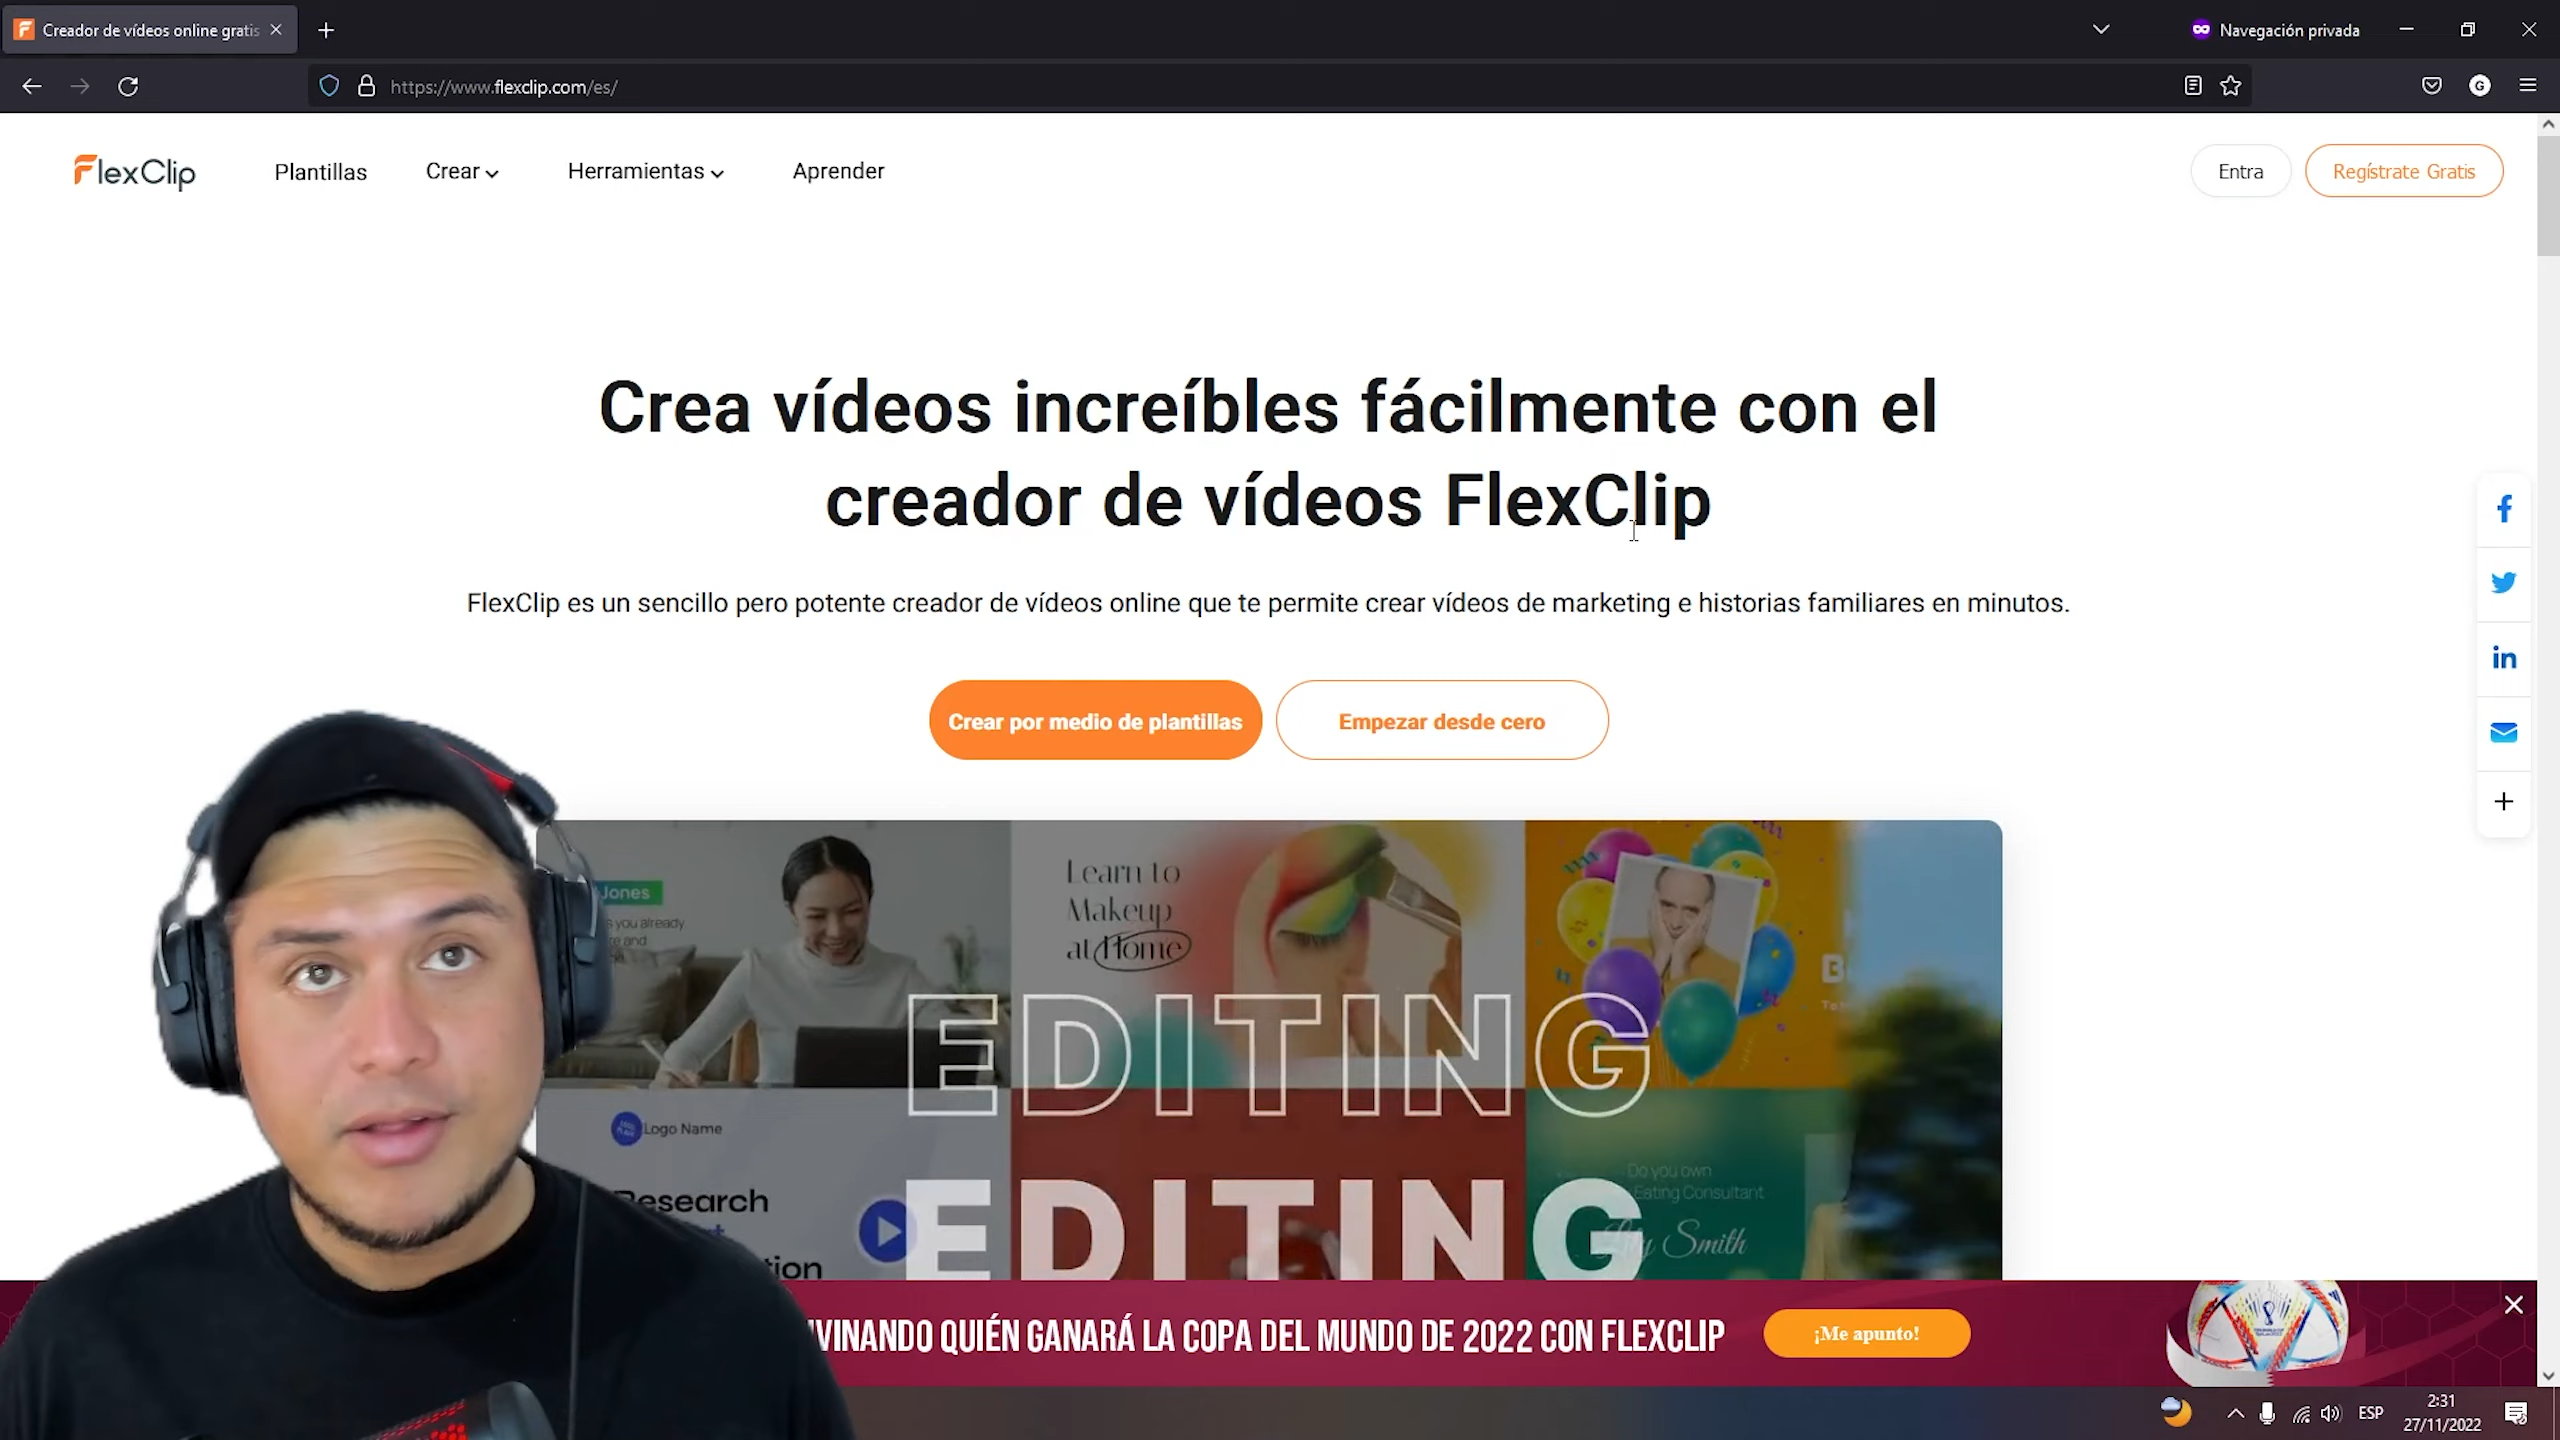 Creador de vídeos online gratis
Navegación privada
https://www.flexclip.com/es/
FlexClip
Plantillas
Crear
Herramientas
Aprender
Entra
Regístrate Gratis
Crea vídeos increíbles fácilmente con el
creador de vídeos FlexClip
FlexClip es un sencillo pero potente creador de vídeos online que te permite crear vídeos de marketing e historias familiares en minutos.
Crear por medio de plantillas
Empezar desde cero
Jones
s you already
re and
Learn to
Makeup
at Home
EDITING
Logo Name
Research
EDITING
Do you own
Eating Consultant
Smith
VINANDO QUIÉN GANARÁ LA COPA DEL MUNDO DE 2022 CON FLEXCLIP
¡Me apunto!
ESP
2:31
27/11/2022